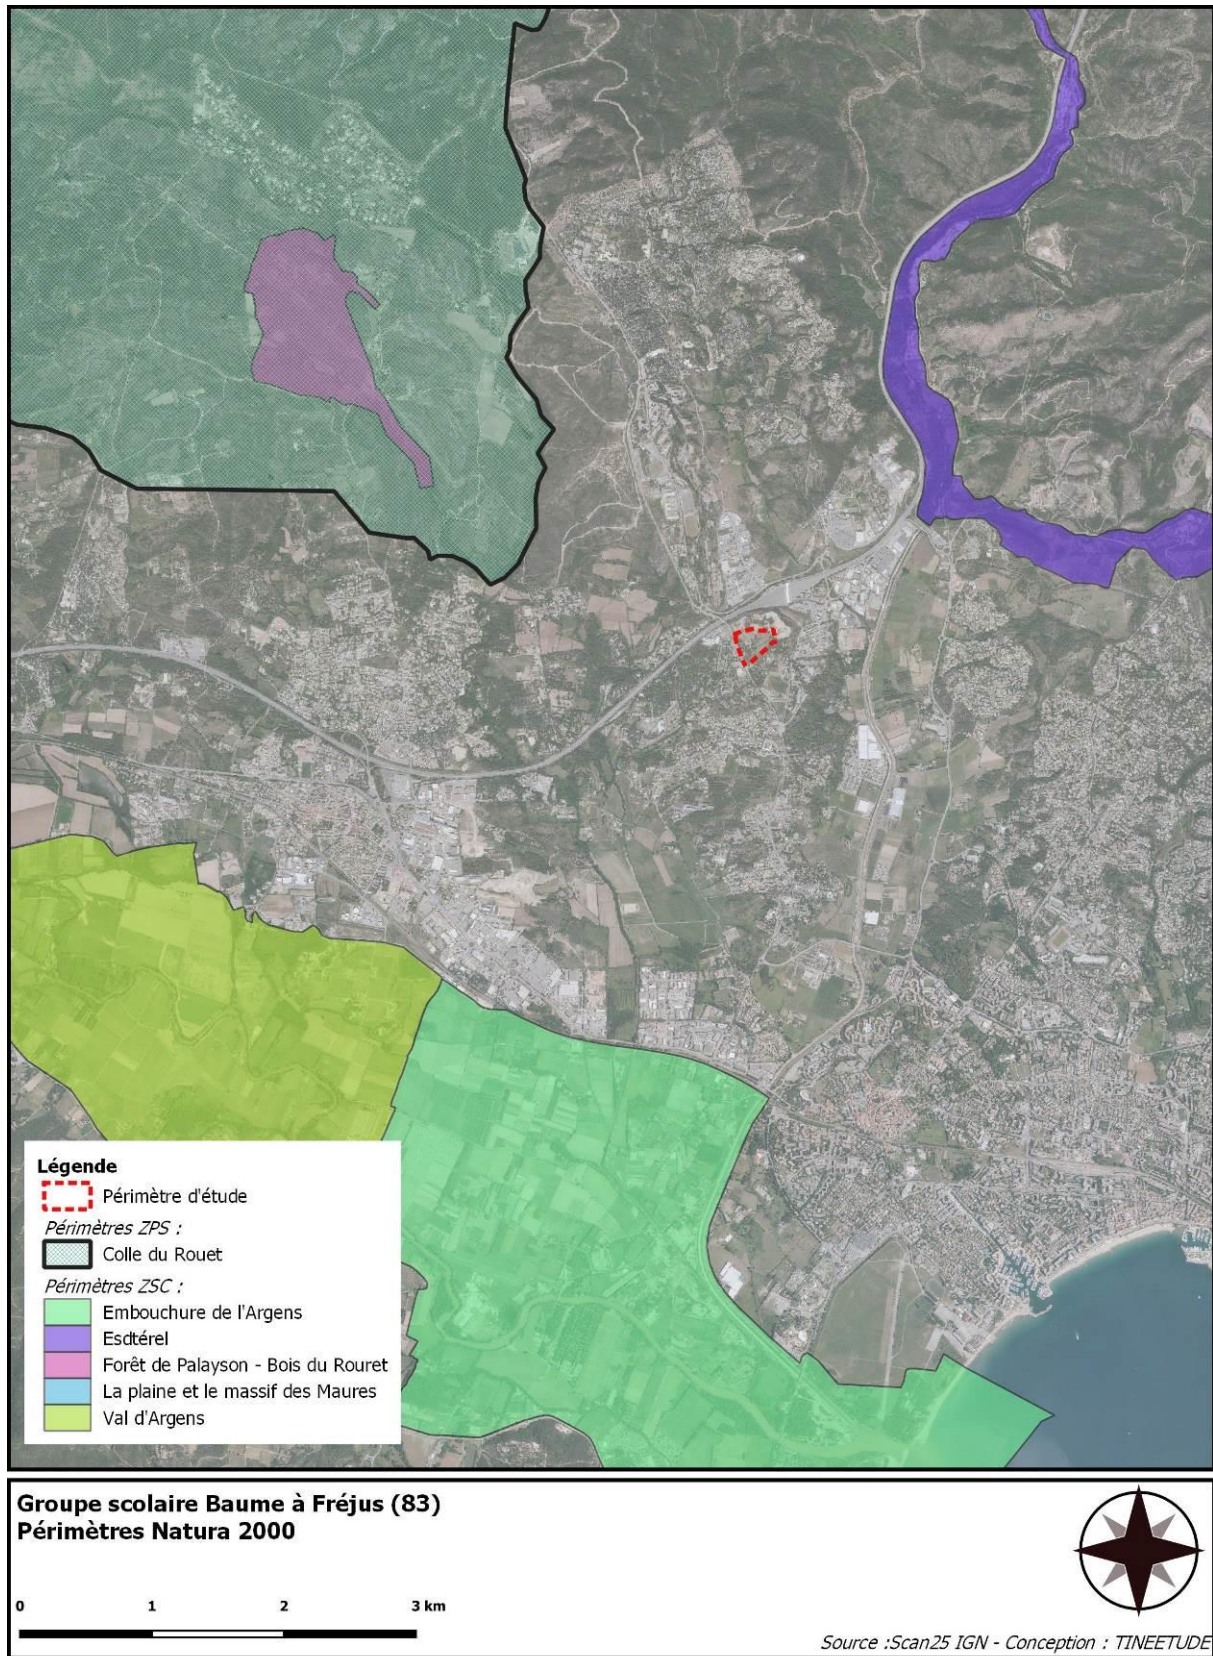 Légende
Périmètre d'étude
Périmètres ZPS :
Colle du Rouet
Périmètres ZSC :
Embouchure de l'Argens
Esdtérel
Forêt de Palayson - Bois du Rouret
La plaine et le massif des Maures
Val d'Argens
Groupe scolaire Baume à Fréjus (83)
Périmètres Natura 2000
0 1 2 3 km
Source :Scan25 IGN - Conception : TINEETUDE